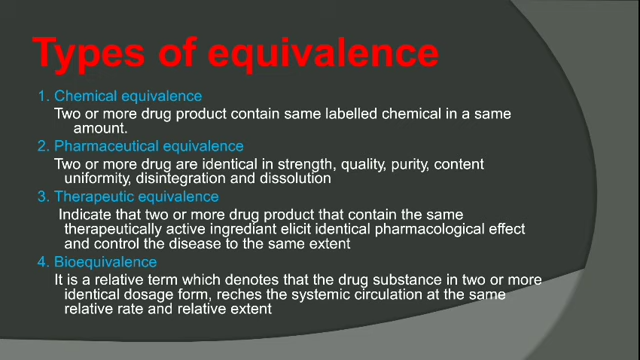 Types of equivalence
1. Chemical equivalence
Two or more drug product contain same labelled chemical in a same
amount.
2. Pharmaceutical equivalence
Two or more drug are identical in strength, quality, purity, content
uniformity, disintegration and dissolution
3. Therapeutic equivalence
Indicate that two or more drug product that contain the same
therapeutically active ingrediant elicit identical pharmacological effect
and control the disease to the same extent
4. Bioequivalence
It is a relative term which denotes that the drug substance in two or more
identical dosage form, reches the systemic circulation at the same
relative rate and relative extent